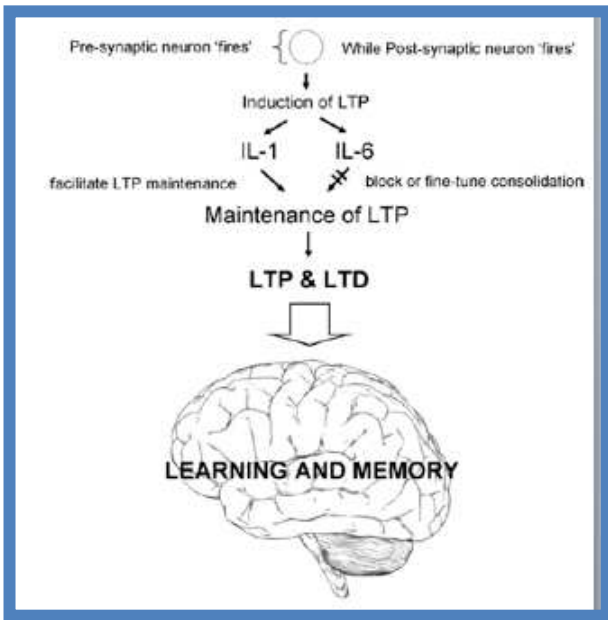 Pre-synaptic neuron 'fires' While Post-synaptic neuron 'fires'
Induction of LTP
IL-1 IL-6
facilitate LTP maintenance block or fine-tune consolidation
Maintenance of LTP
LTP & LTD
LEARNING AND MEMORY